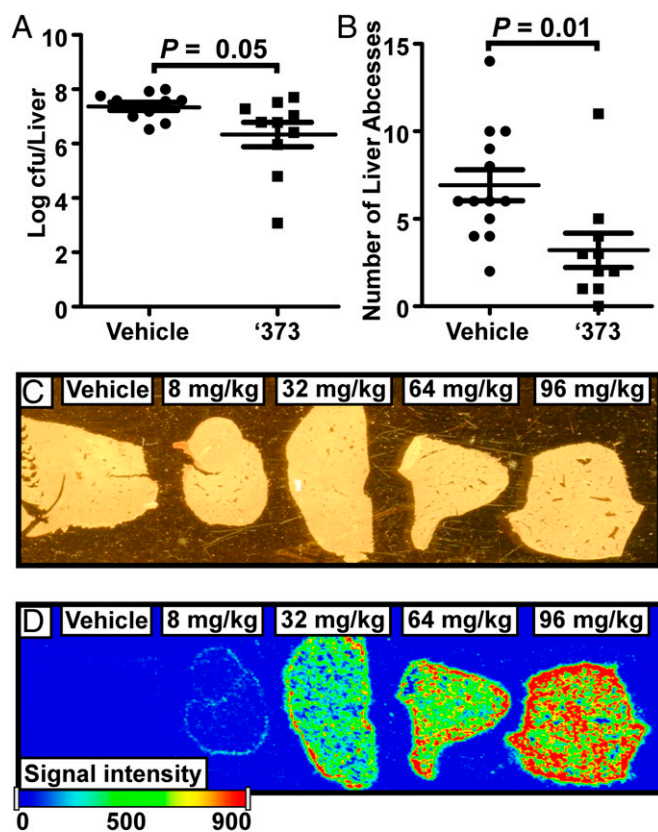 A
P = 0.05
Log cfu/Liver
10
8
6
4
2
0
Vehicle
‘373
B
P = 0.01
Number of Liver Abcesses
15
10
5
0
Vehicle
‘373
C
Vehicle
8 mg/kg
32 mg/kg
64 mg/kg
96 mg/kg
D
Vehicle
8 mg/kg
32 mg/kg
64 mg/kg
96 mg/kg
Signal intensity
0
500
900